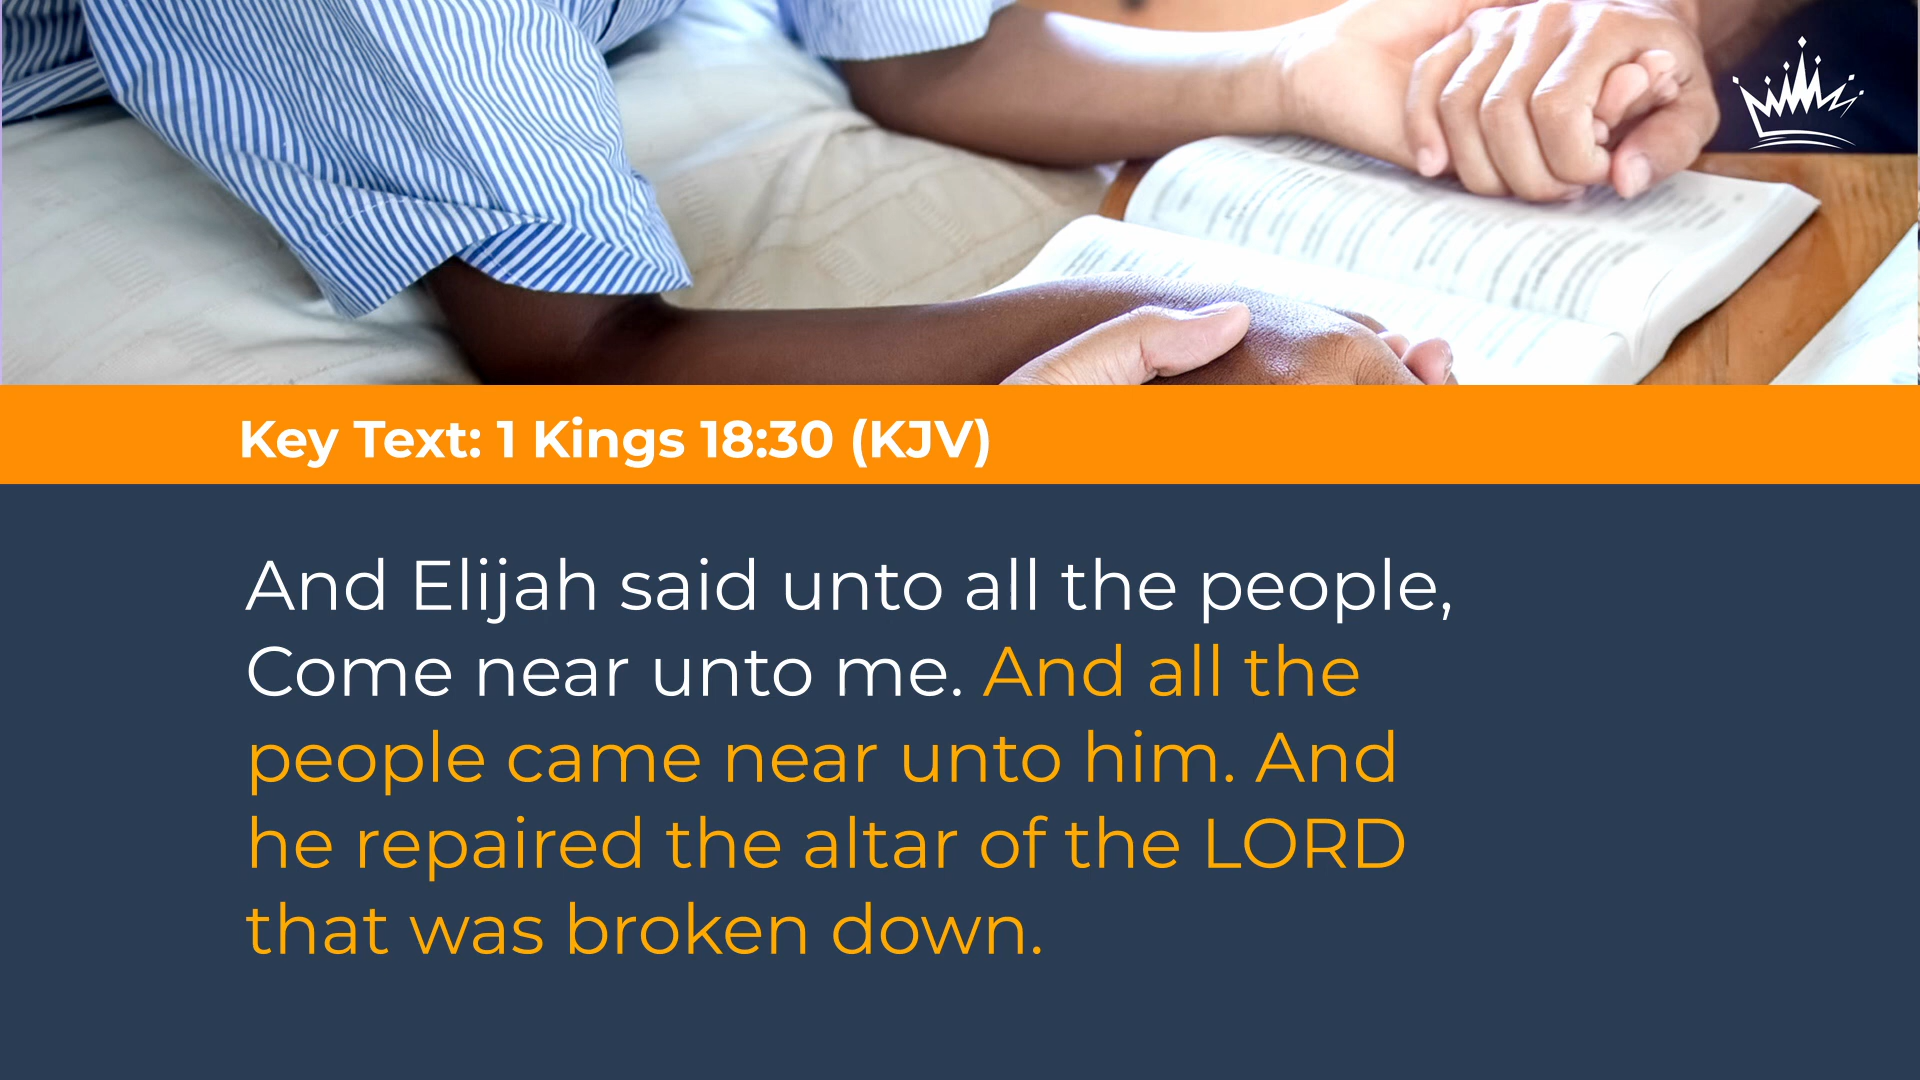 Key Text: 1 Kings 18:30 (KJV)
And Elijah said unto all the people,
Come near unto me. And all the
people came near unto him. And
he repaired the altar of the LORD
that was broken down.